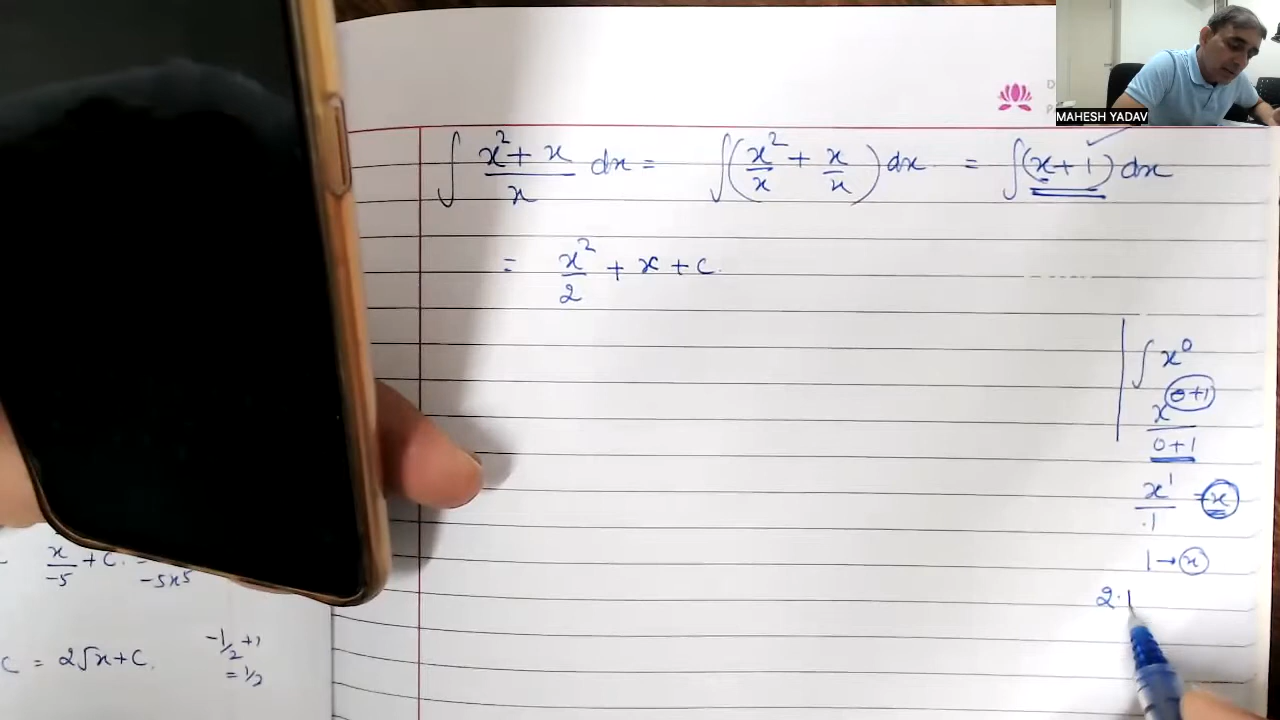 MAHESH YADAV
∫ x²+x/x dx = ∫(x²/x + x/x) dx = ∫(x+1) dx
= x²/2 + x + c.
∫ x⁰
x⁰⁺¹/0+1
x¹/1 = x
1 → x
2·1
x/-5 + C.
-5x⁵
C = 2√x + C.
-1/2 + 1
= 1/2